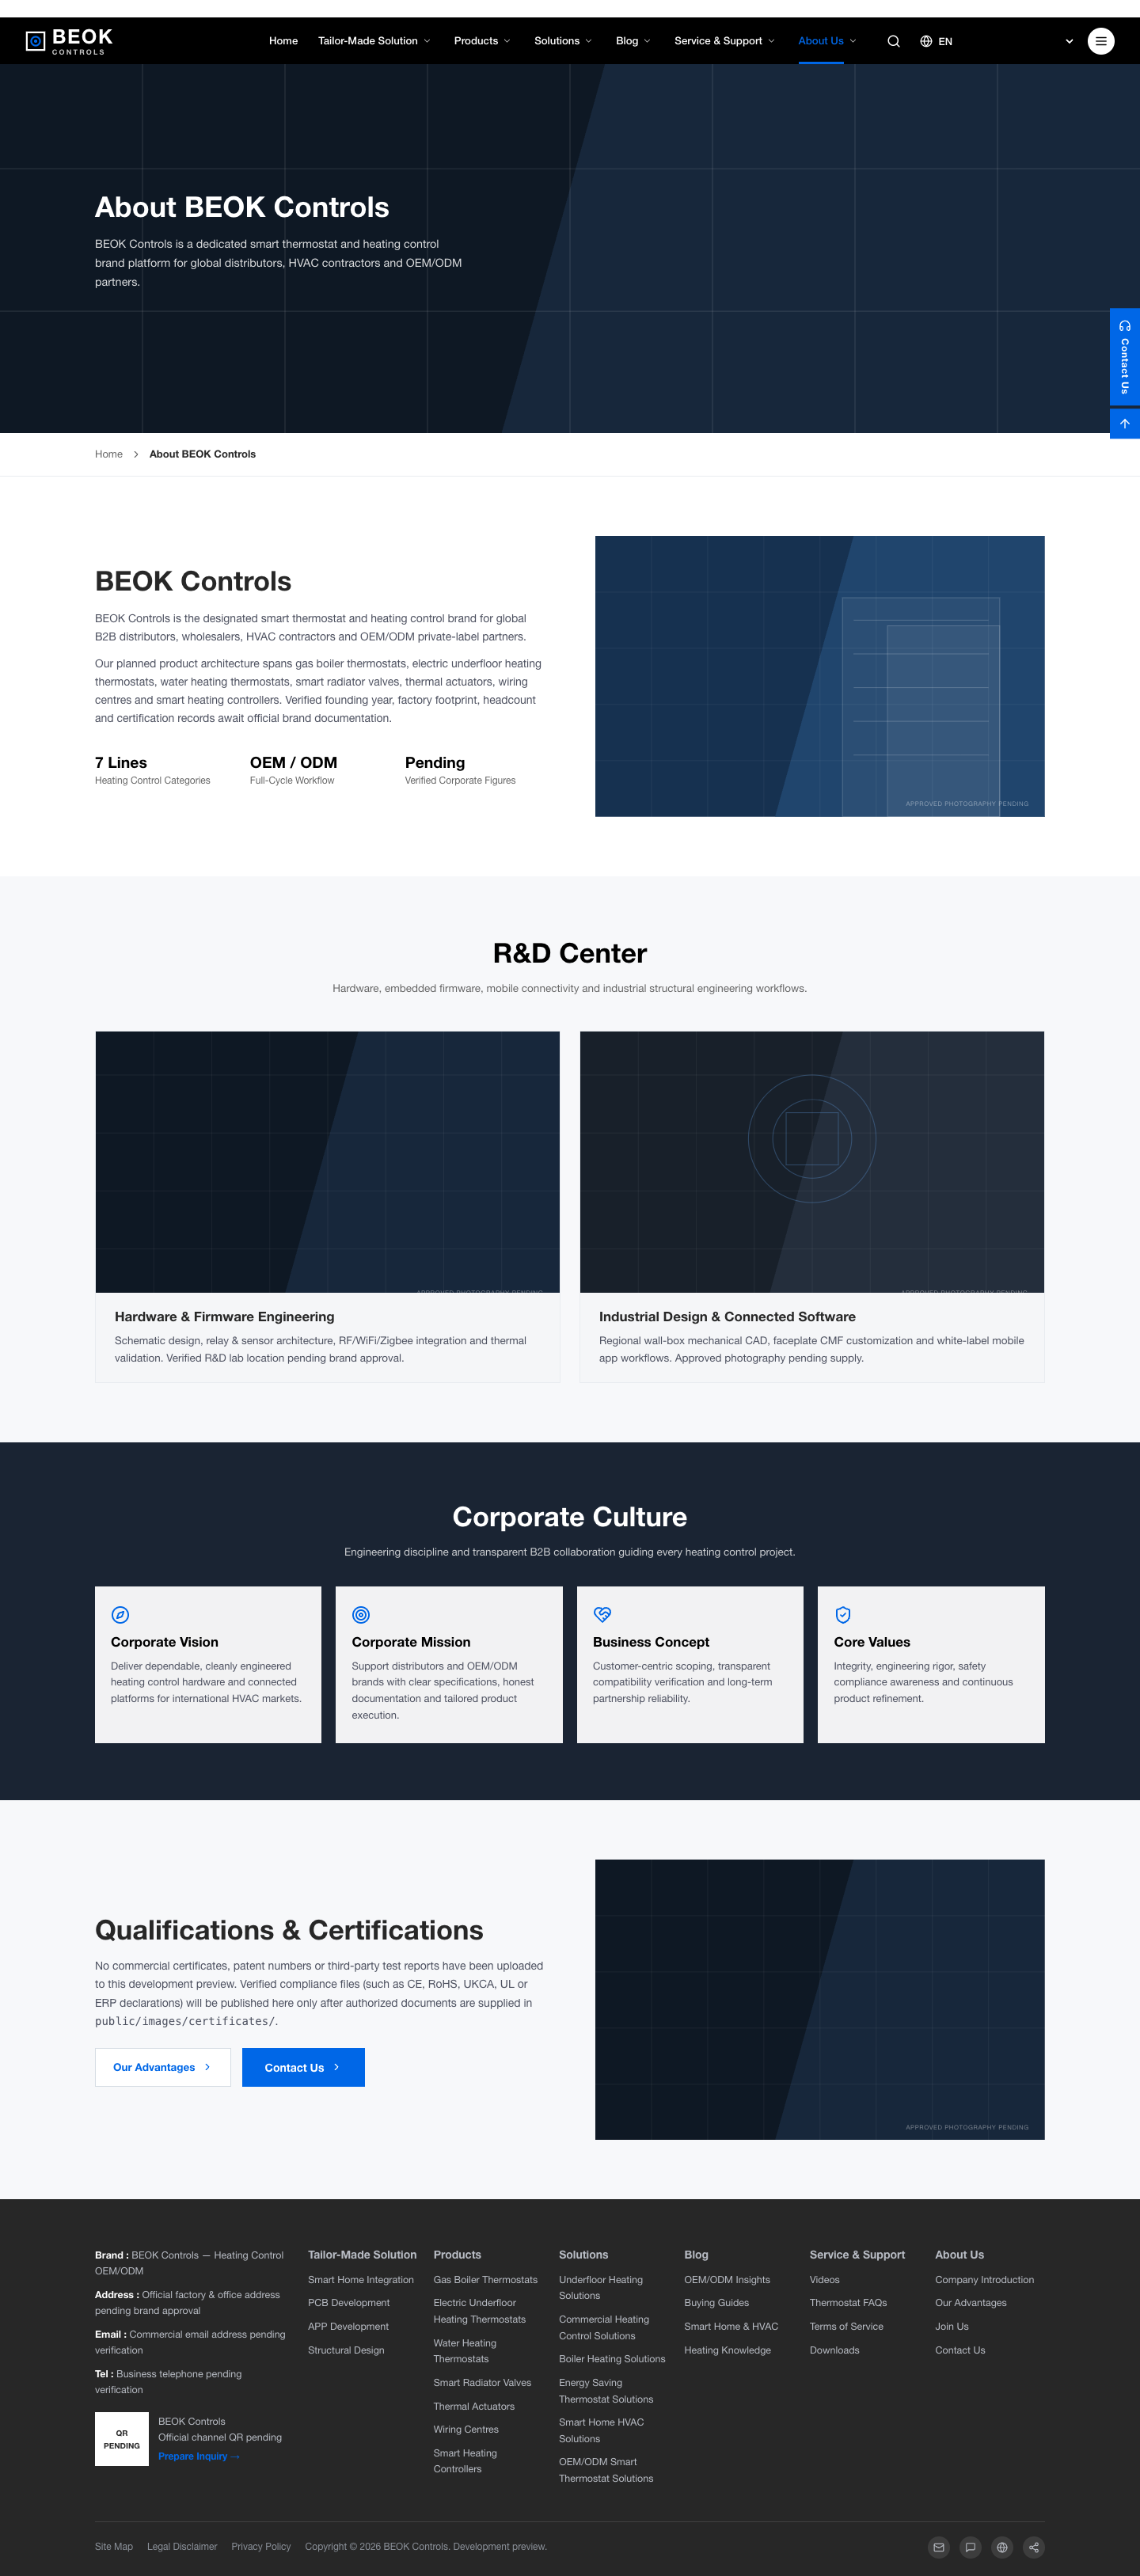 BEOK
CONTROLS
Home
Tailor-Made Solution
Products
Solutions
Blog
Service & Support
About Us
EN
About BEOK Controls
BEOK Controls is a dedicated smart thermostat and heating control
brand platform for global distributors, HVAC contractors and OEM/ODM
partners.
Contact Us
Home
About BEOK Controls
BEOK Controls
BEOK Controls is the designated smart thermostat and heating control brand for global
B2B distributors, wholesalers, HVAC contractors and OEM/ODM private-label partners.
Our planned product architecture spans gas boiler thermostats, electric underfloor heating
thermostats, water heating thermostats, smart radiator valves, thermal actuators, wiring
centres and smart heating controllers. Verified founding year, factory footprint, headcount
and certification records await official brand documentation.
7 Lines
Heating Control Categories
OEM / ODM
Full-Cycle Workflow
Pending
Verified Corporate Figures
APPROVED PHOTOGRAPHY PENDING
R&D Center
Hardware, embedded firmware, mobile connectivity and industrial structural engineering workflows.
APPROVED PHOTOGRAPHY PENDING
APPROVED PHOTOGRAPHY PENDING
Hardware & Firmware Engineering
Schematic design, relay & sensor architecture, RF/WiFi/Zigbee integration and thermal
validation. Verified R&D lab location pending brand approval.
Industrial Design & Connected Software
Regional wall-box mechanical CAD, faceplate CMF customization and white-label mobile
app workflows. Approved photography pending supply.
Corporate Culture
Engineering discipline and transparent B2B collaboration guiding every heating control project.
Corporate Vision
Deliver dependable, cleanly engineered
heating control hardware and connected
platforms for international HVAC markets.
Corporate Mission
Support distributors and OEM/ODM
brands with clear specifications, honest
documentation and tailored product
execution.
Business Concept
Customer-centric scoping, transparent
compatibility verification and long-term
partnership reliability.
Core Values
Integrity, engineering rigor, safety
compliance awareness and continuous
product refinement.
Qualifications & Certifications
No commercial certificates, patent numbers or third-party test reports have been uploaded
to this development preview. Verified compliance files (such as CE, RoHS, UKCA, UL or
ERP declarations) will be published here only after authorized documents are supplied in
public/images/certificates/.
Our Advantages
Contact Us
APPROVED PHOTOGRAPHY PENDING
Brand : BEOK Controls — Heating Control
OEM/ODM
Address : Official factory & office address
pending brand approval
Email : Commercial email address pending
verification
Tel : Business telephone pending
verification
QR
PENDING
BEOK Controls
Official channel QR pending
Prepare Inquiry →
Tailor-Made Solution
Smart Home Integration
PCB Development
APP Development
Structural Design
Products
Gas Boiler Thermostats
Electric Underfloor
Heating Thermostats
Water Heating
Thermostats
Smart Radiator Valves
Thermal Actuators
Wiring Centres
Smart Heating
Controllers
Solutions
Underfloor Heating
Solutions
Commercial Heating
Control Solutions
Boiler Heating Solutions
Energy Saving
Thermostat Solutions
Smart Home HVAC
Solutions
OEM/ODM Smart
Thermostat Solutions
Blog
OEM/ODM Insights
Buying Guides
Smart Home & HVAC
Heating Knowledge
Service & Support
Videos
Thermostat FAQs
Terms of Service
Downloads
About Us
Company Introduction
Our Advantages
Join Us
Contact Us
Site Map
Legal Disclaimer
Privacy Policy
Copyright © 2026 BEOK Controls. Development preview.